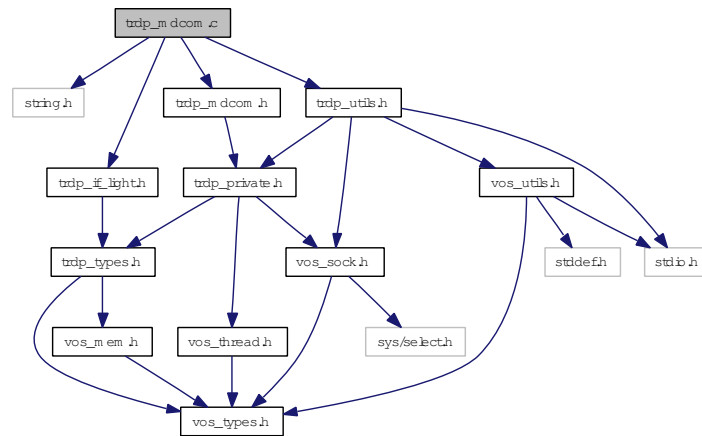 trdp_mdcom.c
string.h
trdp_mdcom.h
trdp_utils.h
trdp_if_light.h
trdp_private.h
vos_utils.h
trdp_types.h
vos_sock.h
stddef.h
stdio.h
vos_mem.h
vos_thread.h
sys/select.h
vos_types.h